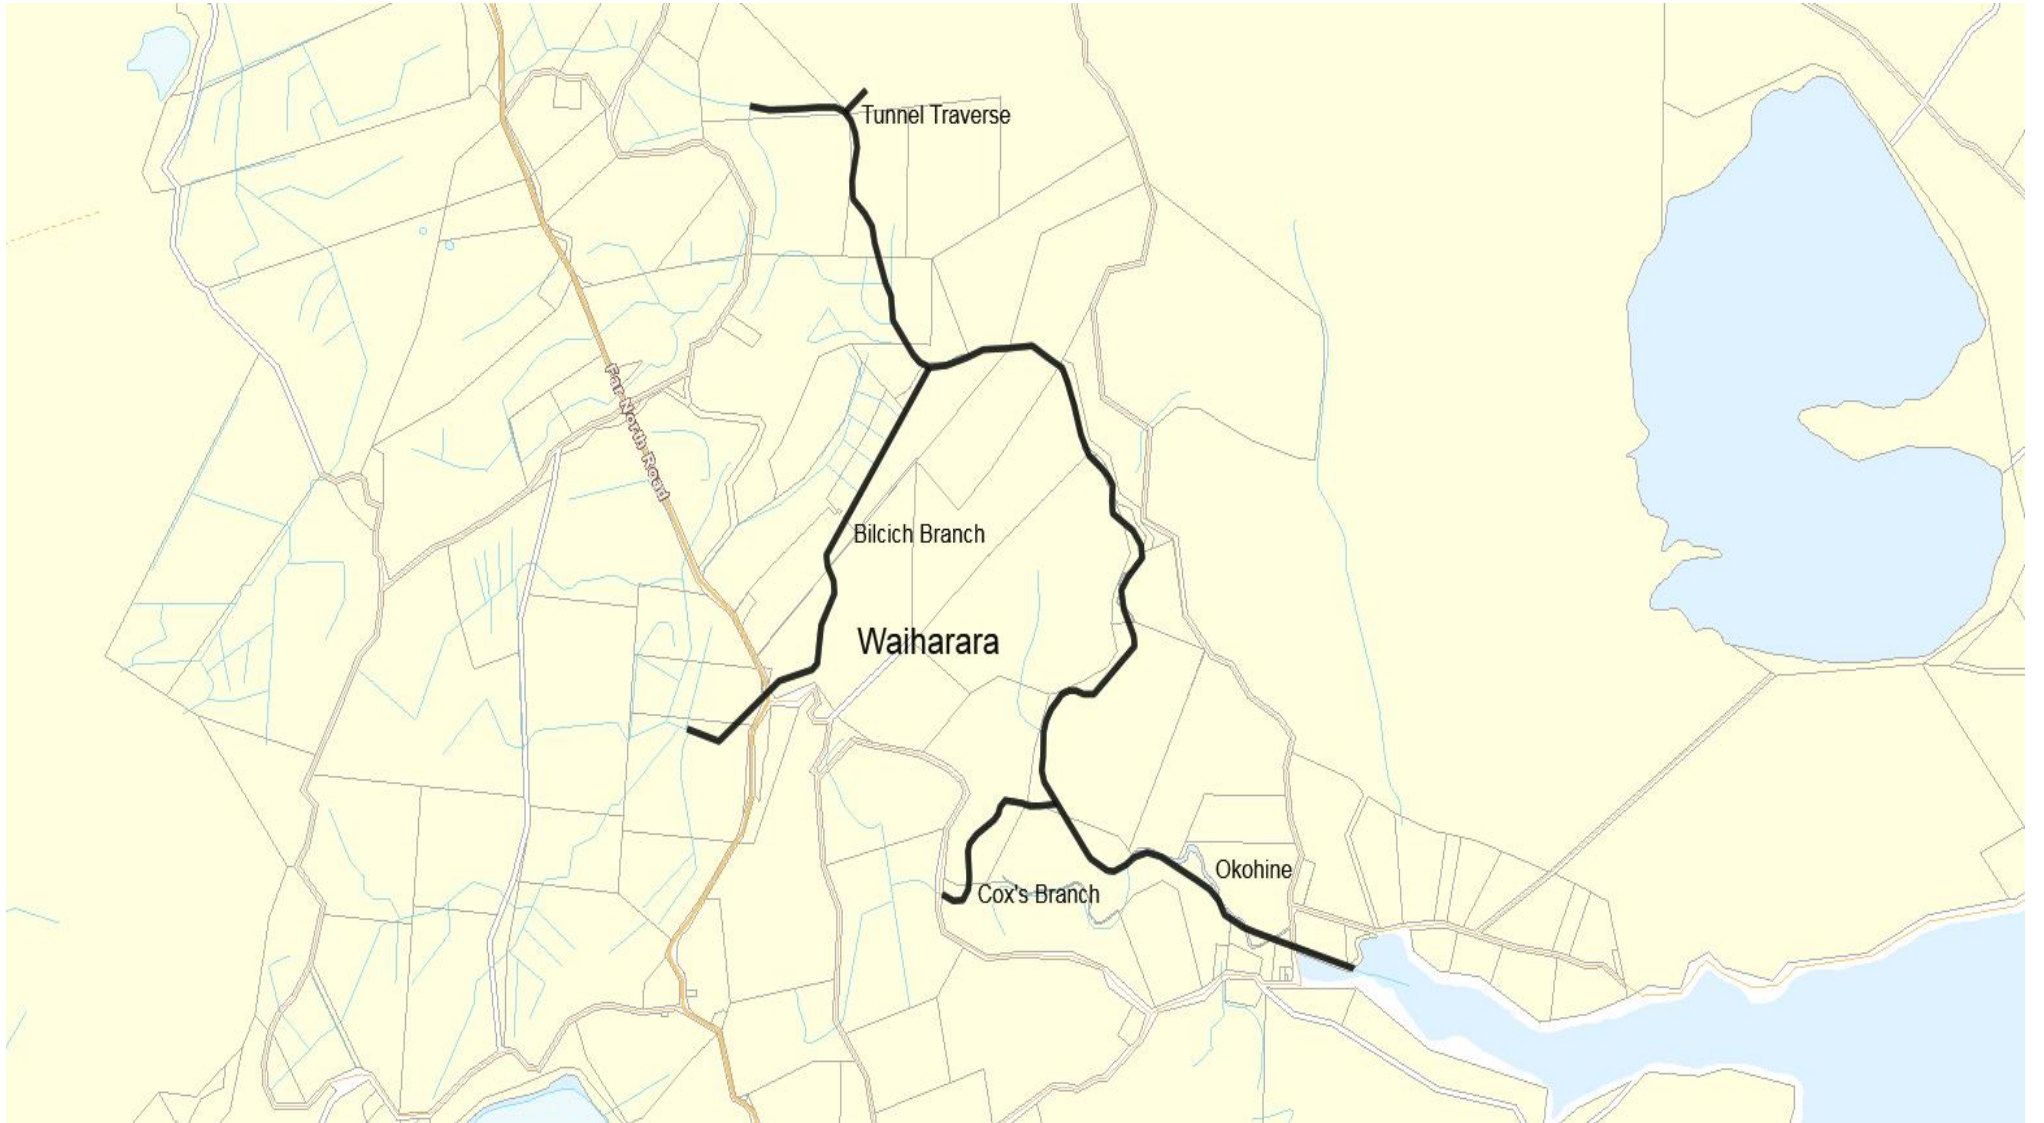 Tunnel Traverse
Far North Road
Bilcich Branch
Waiharara
Okohine
Cox's Branch